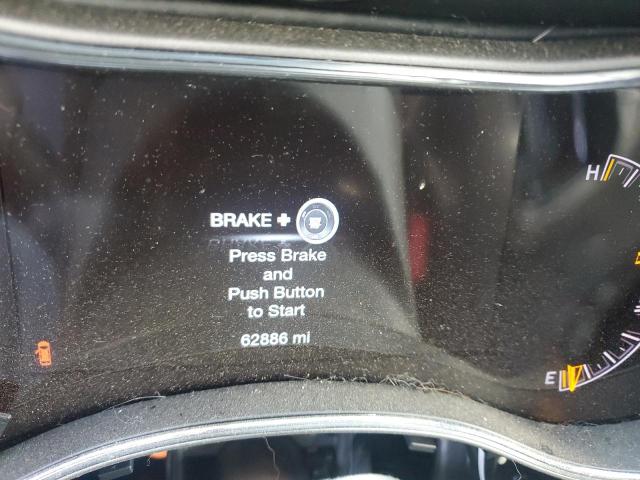 BRAKE +
Press Brake
and
Push Button
to Start
62886 mi
H
E